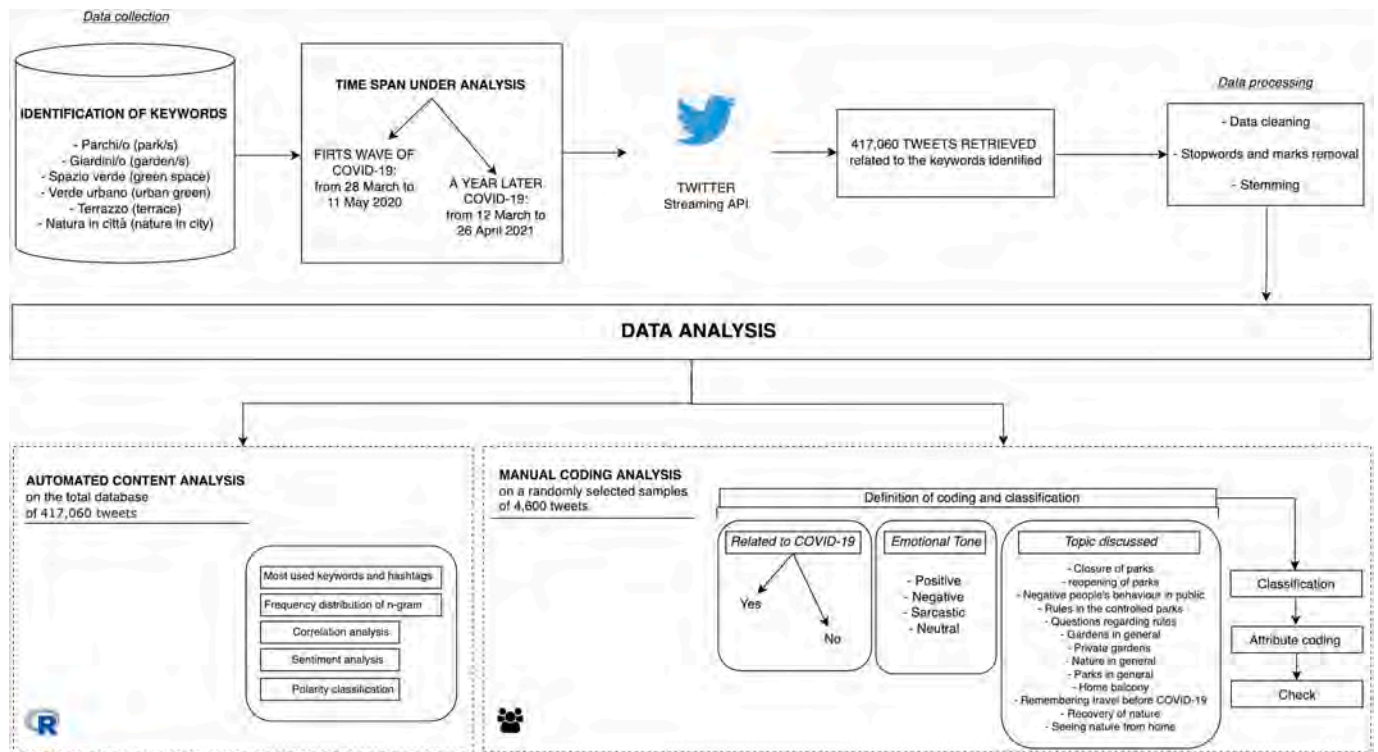 Data collection
IDENTIFICATION OF KEYWORDS
- Parchi/o (park/s)
- Giardini/o (garden/s)
- Spazio verde (green space)
- Verde urbano (urban green)
- Terrazzo (terrace)
- Natura in città (nature in city)
TIME SPAN UNDER ANALYSIS
FIRTS WAVE OF
COVID-19:
from 28 March to
11 May 2020
A YEAR LATER
COVID-19:
from 12 March to
26 April 2021
TWITTER
Streaming API
417,060 TWEETS RETRIEVED
related to the keywords identified
Data processing
- Data cleaning
- Stopwords and marks removal
- Stemming
DATA ANALYSIS
AUTOMATED CONTENT ANALYSIS
on the total database
of 417,060 tweets
Most used keywords and hashtags
Frequency distribution of n-gram
Correlation analysis
Sentiment analysis
Polarity classification
R
MANUAL CODING ANALYSIS
on a randomly selected samples
of 4,600 tweets
Definition of coding and classification
Related to COVID-19
Yes
No
Emotional Tone
- Positive
- Negative
- Sarcastic
- Neutral
Topic discussed
- Closure of parks
- reopening of parks
- Negative people's behaviour in public
- Rules in the controlled parks
- Questions regarding rules
- Gardens in general
- Private gardens
- Nature in general
- Parks in general
- Home balcony
- Remembering travel before COVID-19
- Recovery of nature
- Seeing nature from home
Classification
Attribute coding
Check